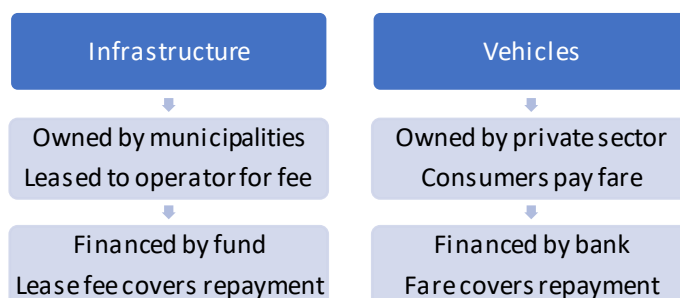 Infrastructure
Owned by municipalities
Leased to operator for fee
Financed by fund
Lease fee covers repayment
Vehicles
Owned by private sector
Consumers pay fare
Financed by bank
Fare covers repayment